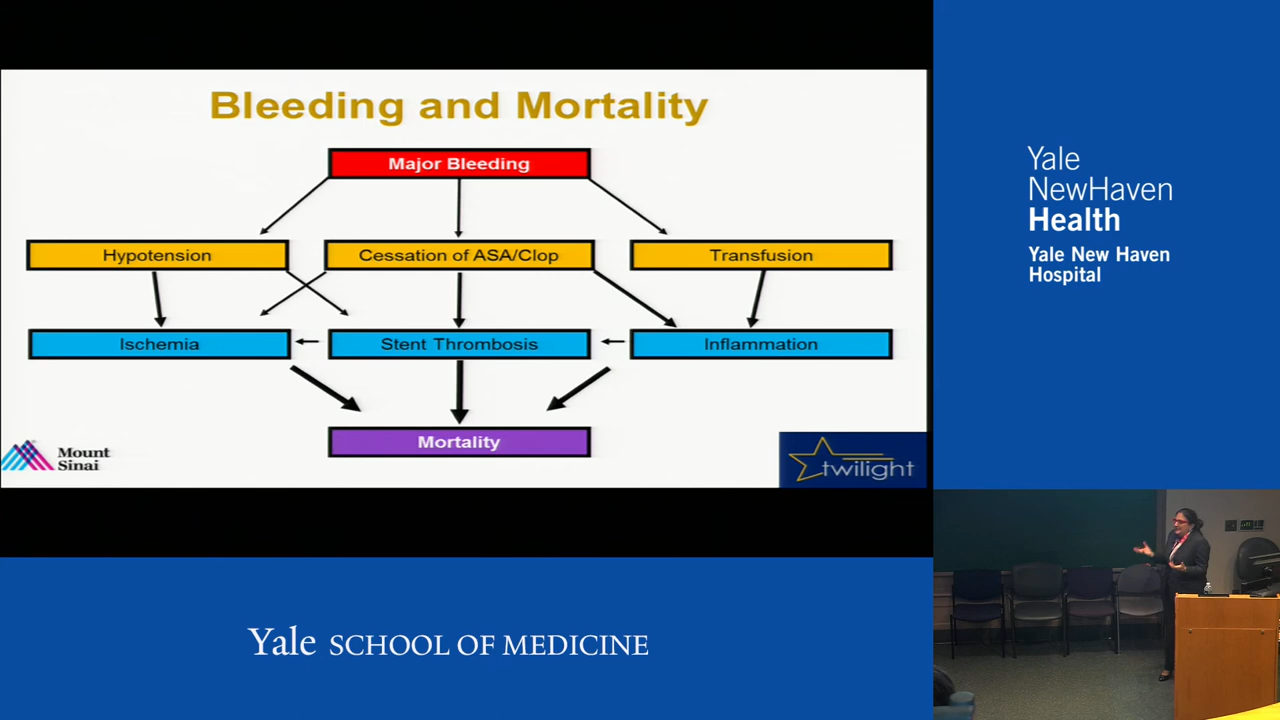 Bleeding and Mortality
Major Bleeding
Hypotension
Cessation of ASA/Clop
Transfusion
Ischemia
Stent Thrombosis
Inflammation
Mortality
Mount
Sinai
twilight
Yale
NewHaven
Health
Yale New Haven
Hospital
Yale SCHOOL OF MEDICINE